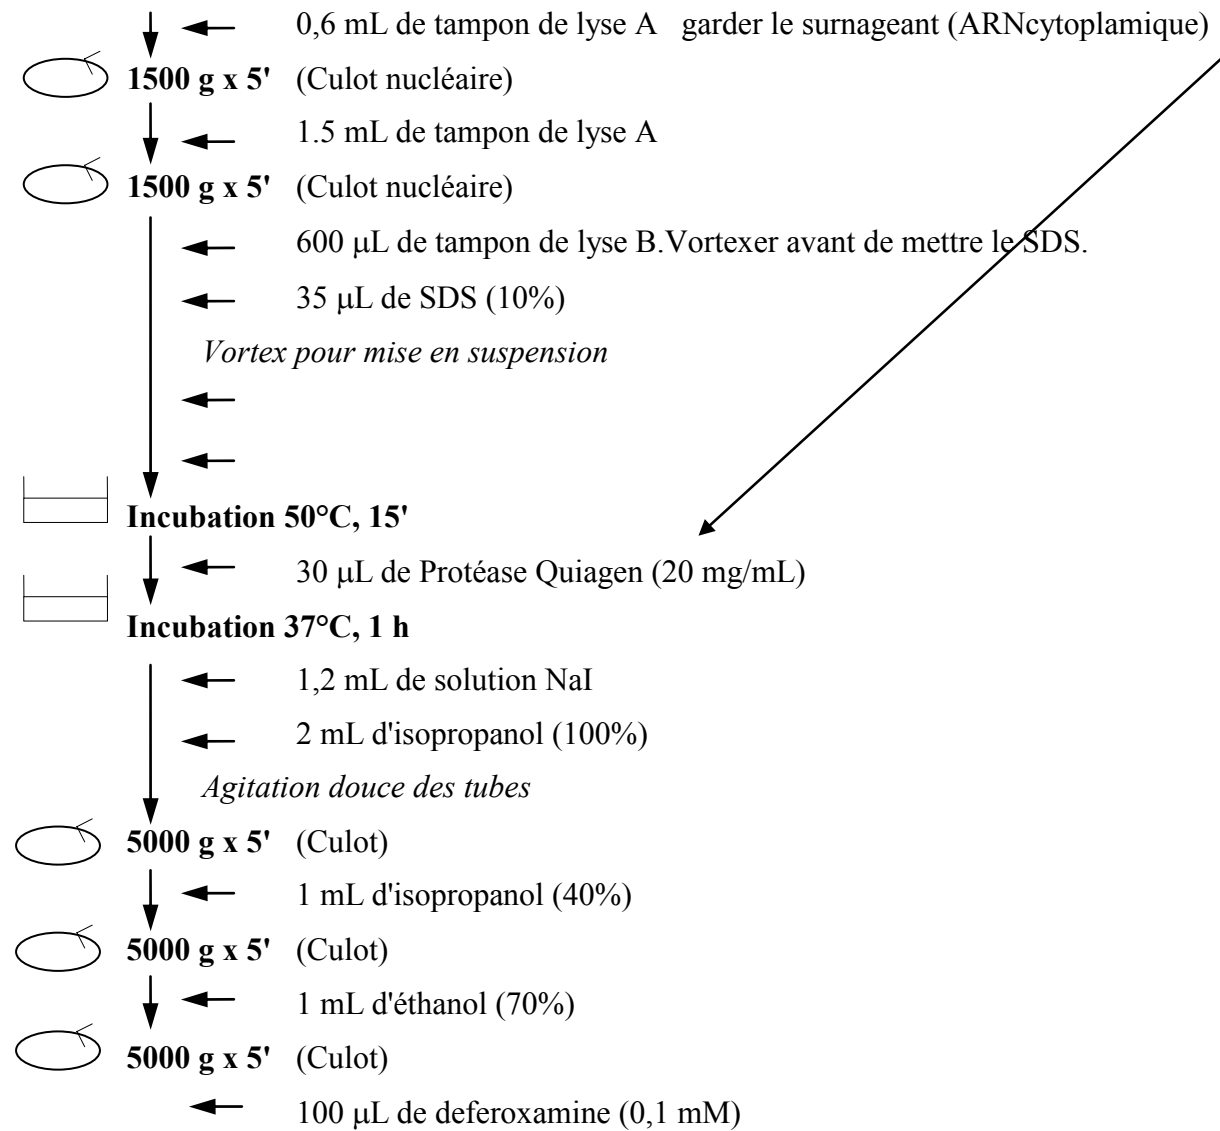 0,6 mL de tampon de lyse A garder le surnageant (ARNcytoplamique)
1500 g x 5' (Culot nucléaire)
1.5 mL de tampon de lyse A
1500 g x 5' (Culot nucléaire)
600 μL de tampon de lyse B.Vortexer avant de mettre le SDS.
35 μL de SDS (10%)
Vortex pour mise en suspension
Incubation 50°C, 15'
30 μL de Protéase Quiagen (20 mg/mL)
Incubation 37°C, 1 h
1,2 mL de solution NaI
2 mL d'isopropanol (100%)
Agitation douce des tubes
5000 g x 5' (Culot)
1 mL d'isopropanol (40%)
5000 g x 5' (Culot)
1 mL d'éthanol (70%)
5000 g x 5' (Culot)
100 μL de deferoxamine (0,1 mM)